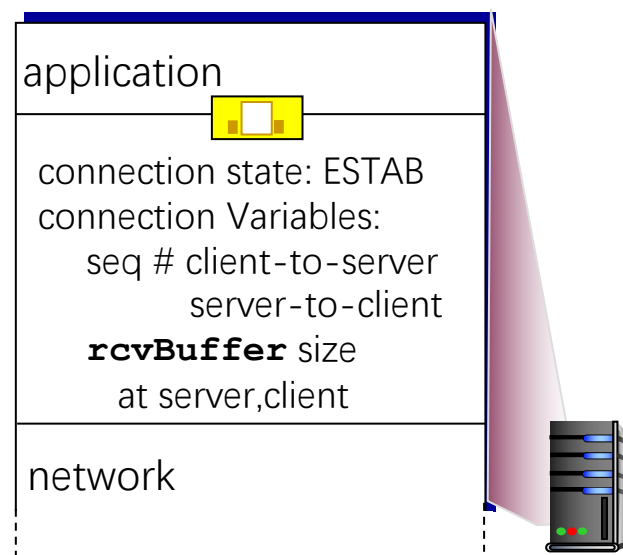 application
connection state: ESTAB
connection Variables:
seq # client-to-server
server-to-client
rcvBuffer size
at server,client
network